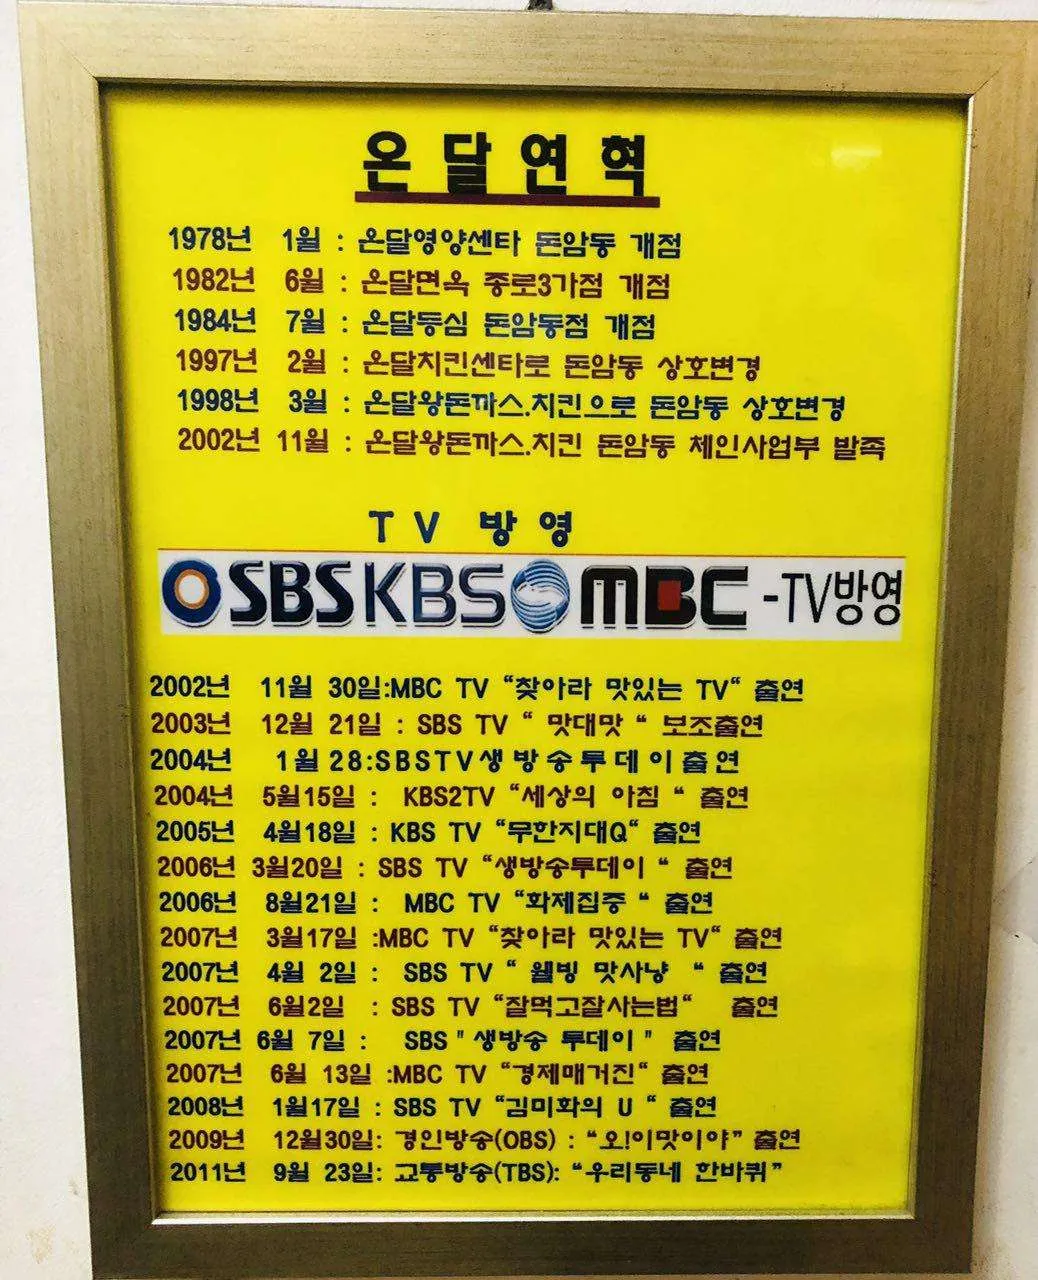 온달연혁
1978년 1월 : 온달영양센타 돈암동 개점
1982년 6월 : 온달면옥 종로3가점 개점
1984년 7월 : 온달등심 돈암동점 개점
1997년 2월 : 온달치킨센타로 돈암동 상호변경
1998년 3월 : 온달왕돈까스.치킨으로 돈암동 상호변경
2002년 11월 : 온달왕돈까스.치킨 돈암동 체인사업부 발족
TV 방영
SBS KBS MBC -TV방영
2002년 11월 30일:MBC TV “찾아라 맛있는 TV“ 출연
2003년 12월 21일 : SBS TV “ 맛대맛 “ 보조출연
2004년 1월 28:SBSTV생방송투데이출연
2004년 5월15일 : KBS2TV “세상의 아침 “ 출연
2005년 4월18일 : KBS TV “무한지대Q“ 출연
2006년 3월20일 : SBS TV “생방송투데이 “ 출연
2006년 8월21일 : MBC TV “화제집중 “ 출연
2007년 3월17일 :MBC TV “찾아라 맛있는 TV“ 출연
2007년 4월 2일 : SBS TV “ 웰빙 맛사냥 “ 출연
2007년 6월2일 : SBS TV “잘먹고잘사는법“ 출연
2007년 6월 7일 : SBS " 생방송 투데이 " 출연
2007년 6월 13일 :MBC TV “경제매거진“ 출연
2008년 1월17일 : SBS TV “김미화의 U “ 출연
2009년 12월30일: 경인방송(OBS) : “오!이맛이야” 출연
2011년 9월 23일: 교통방송(TBS): “우리동네 한바퀴”